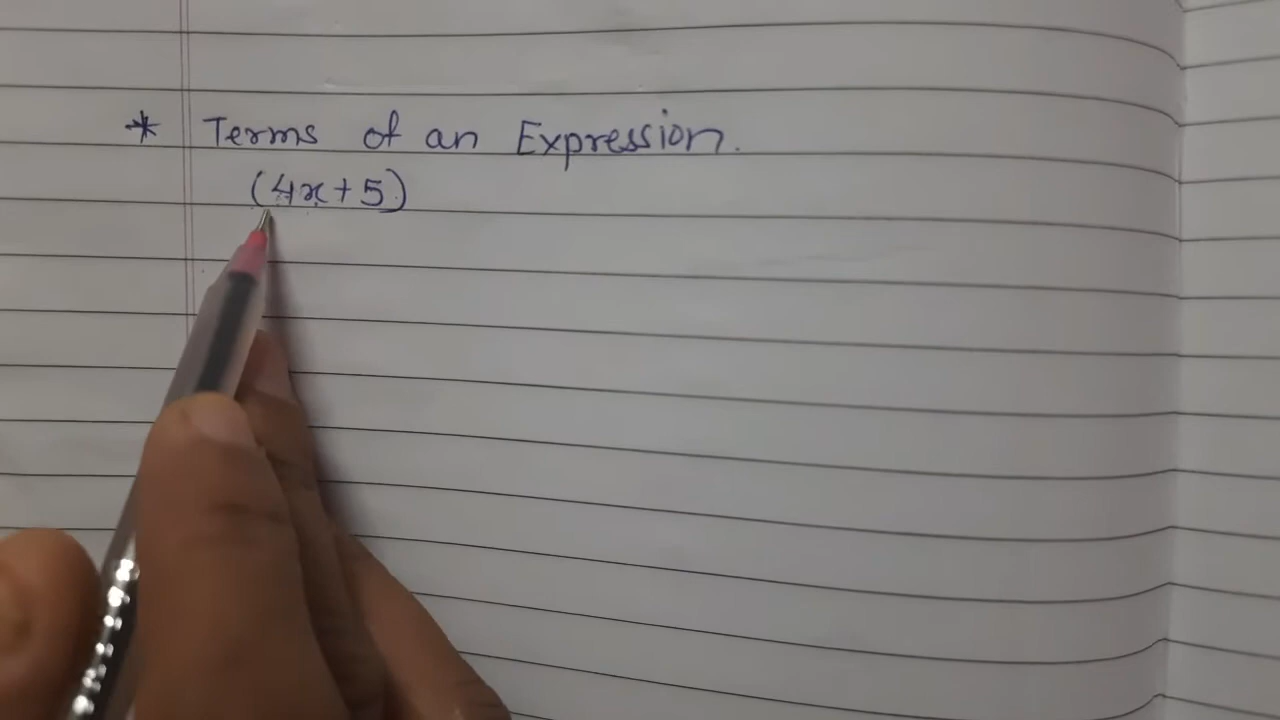 * Terms of an Expression.
(4x+5)